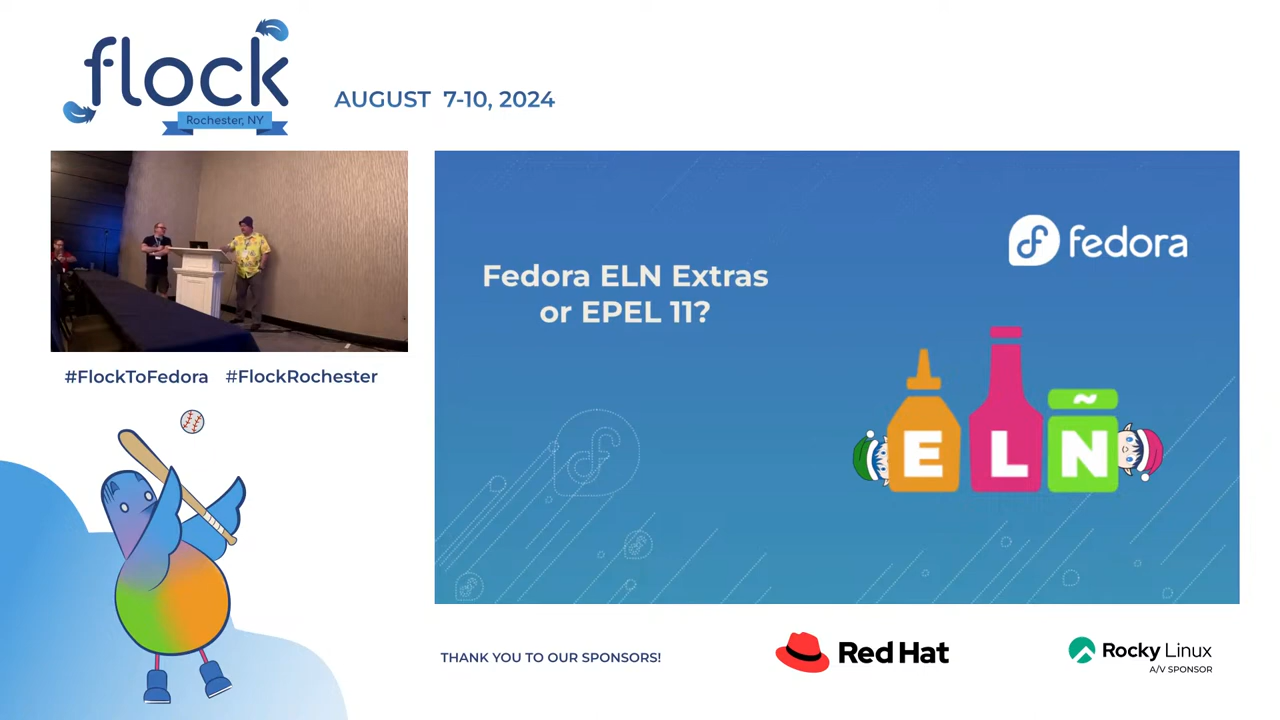 flock
Rochester, NY
AUGUST 7-10, 2024
#FlockToFedora #FlockRochester
fedora
Fedora ELN Extras
or EPEL 11?
E L N
~
THANK YOU TO OUR SPONSORS!
Red Hat
Rocky Linux
A/V SPONSOR